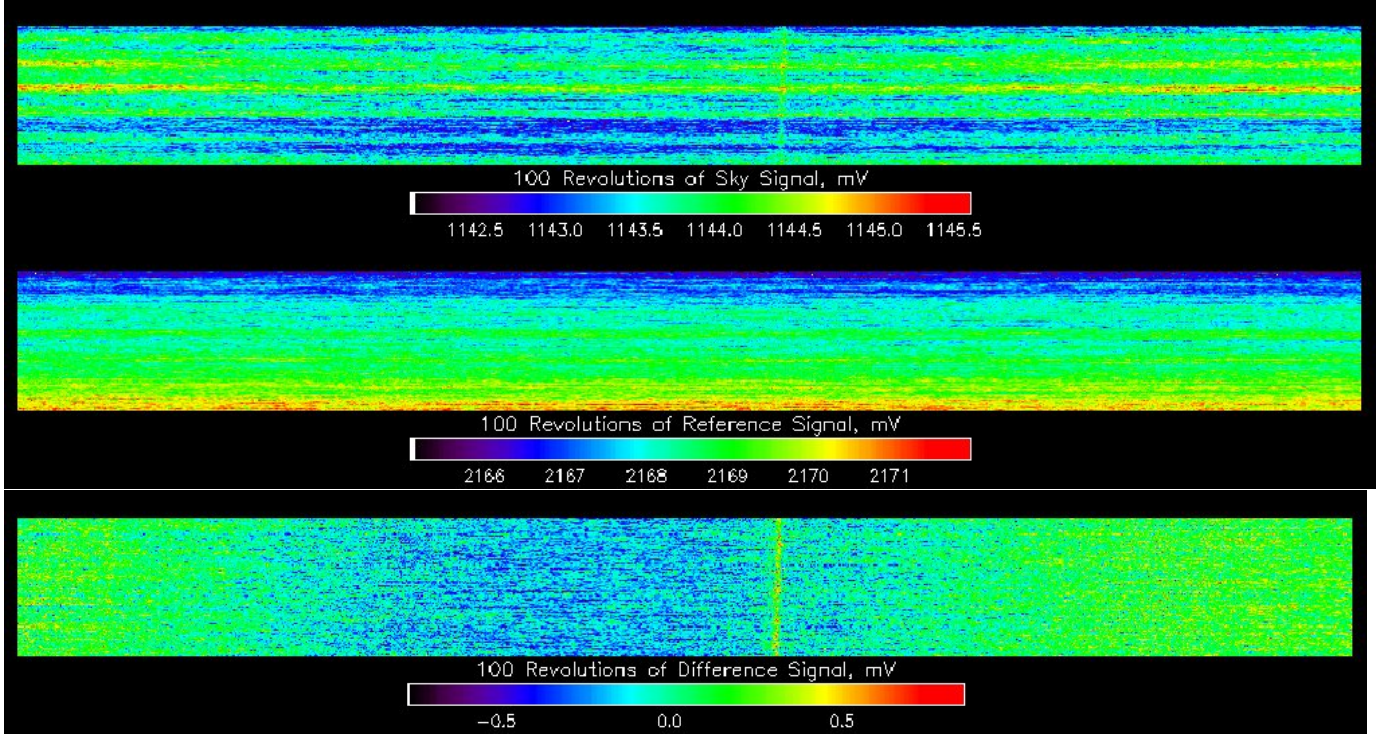 100 Revolutions of Sky Signal, mV
1142.5 1143.0 1143.5 1144.0 1144.5 1145.0 1145.5
100 Revolutions of Reference Signal, mV
2166 2167 2168 2169 2170 2171
100 Revolutions of Difference Signal, mV
−0.5 0.0 0.5